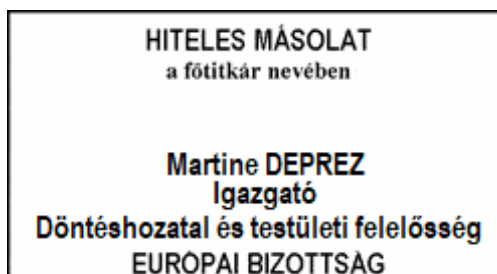 HITELES MÁSOLAT
a főtitkár nevében
Martine DEPREZ
Igazgató
Döntéshozatal és testületi felelősség
EURÓPAI BIZOTTSÁG